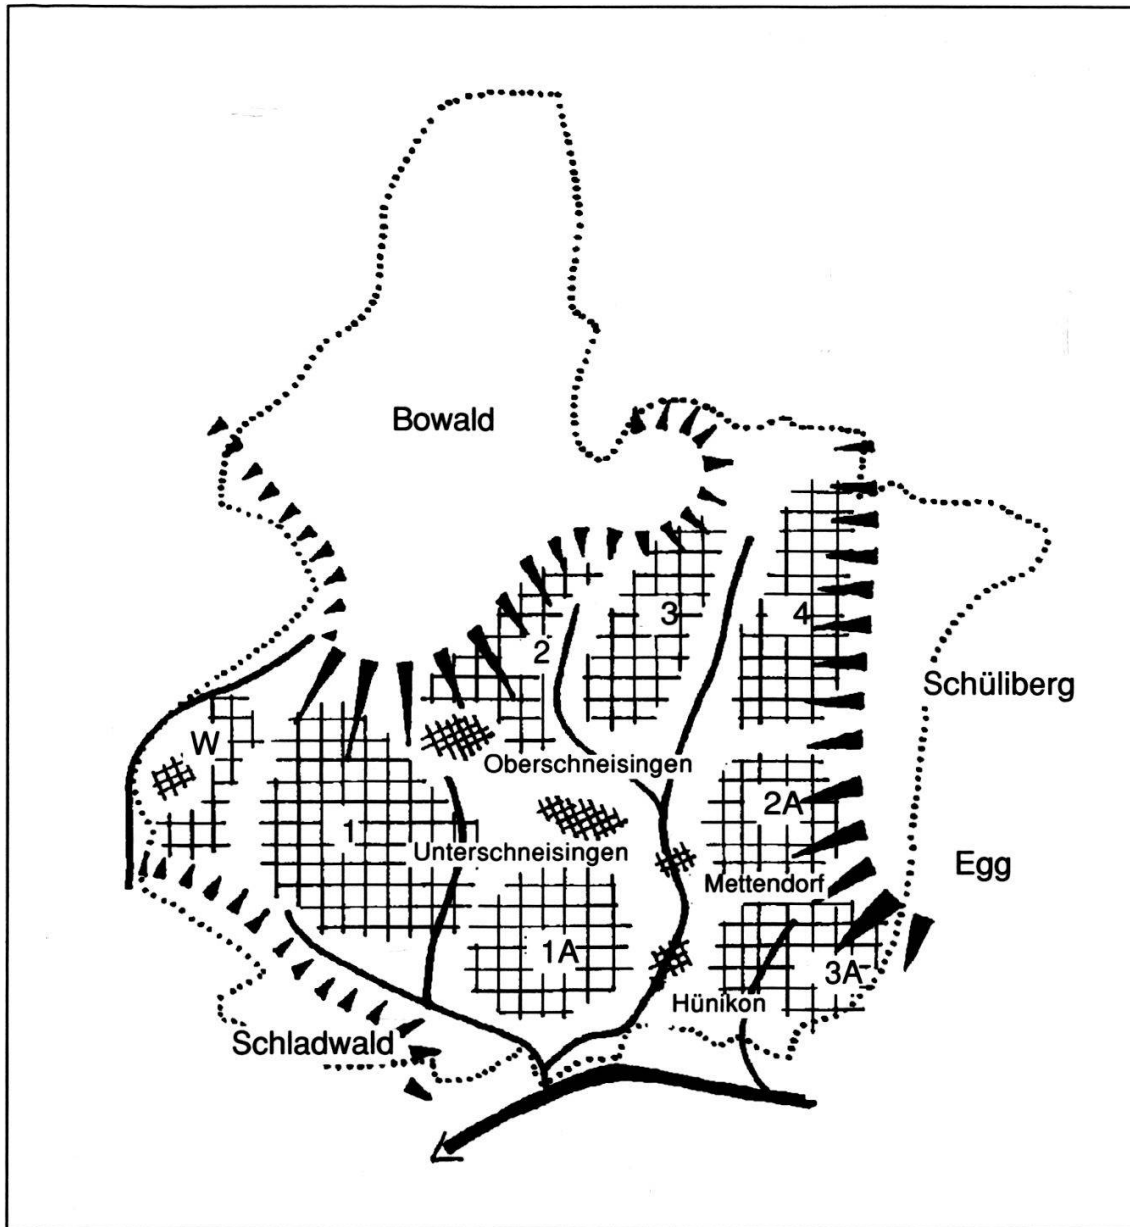 Bowald
3
4
2
Schüliberg
W
Oberschneisingen
2A
1
Unterschneisingen
Egg
Mettendorf
1A
3A
Hünikon
Schladwald